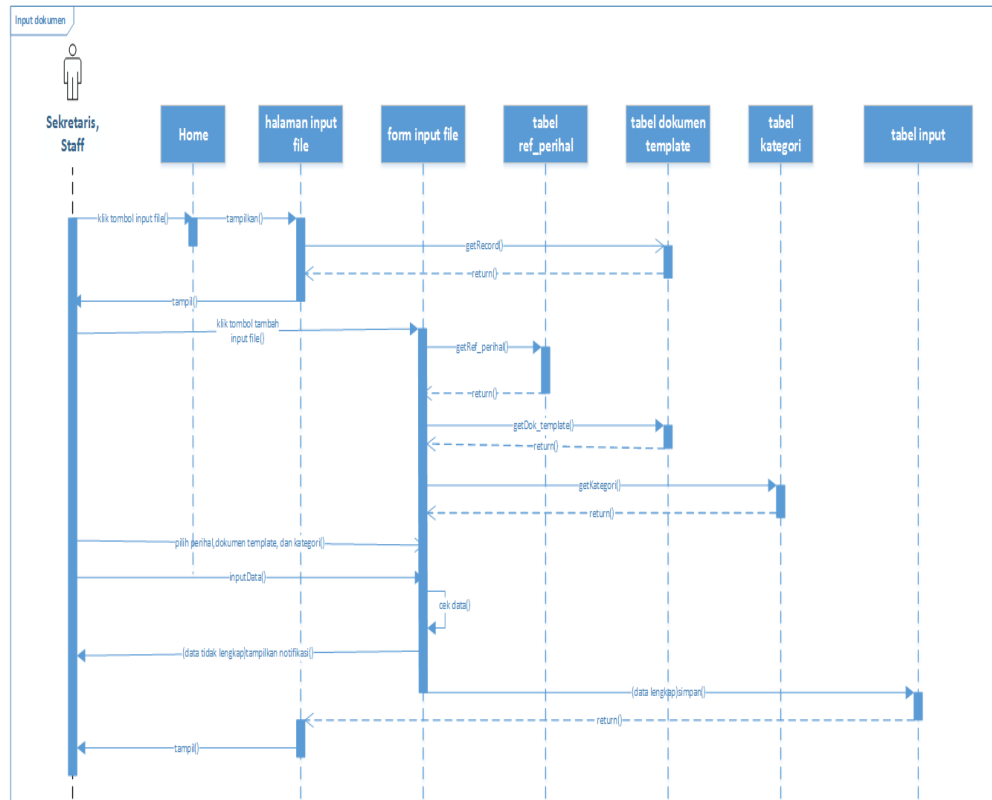 Input dokumen
Sekretaris,
Staff
Home
halaman input
file
form input file
tabel
ref_perihal
tabel dokumen
template
tabel
kategori
tabel input
klik tombol input file()
tampilkan()
getRecord()
return()
tampil()
klik tombol tambah
input file()
getRef_perihal()
return()
getDok_template()
return()
getKategori()
return()
pilih perihal,dokumen template, dan kategori()
inputData()
cek data()
(data tidak lengkap)tampilkan notifikasi()
(data lengkap)simpan()
return()
tampil()